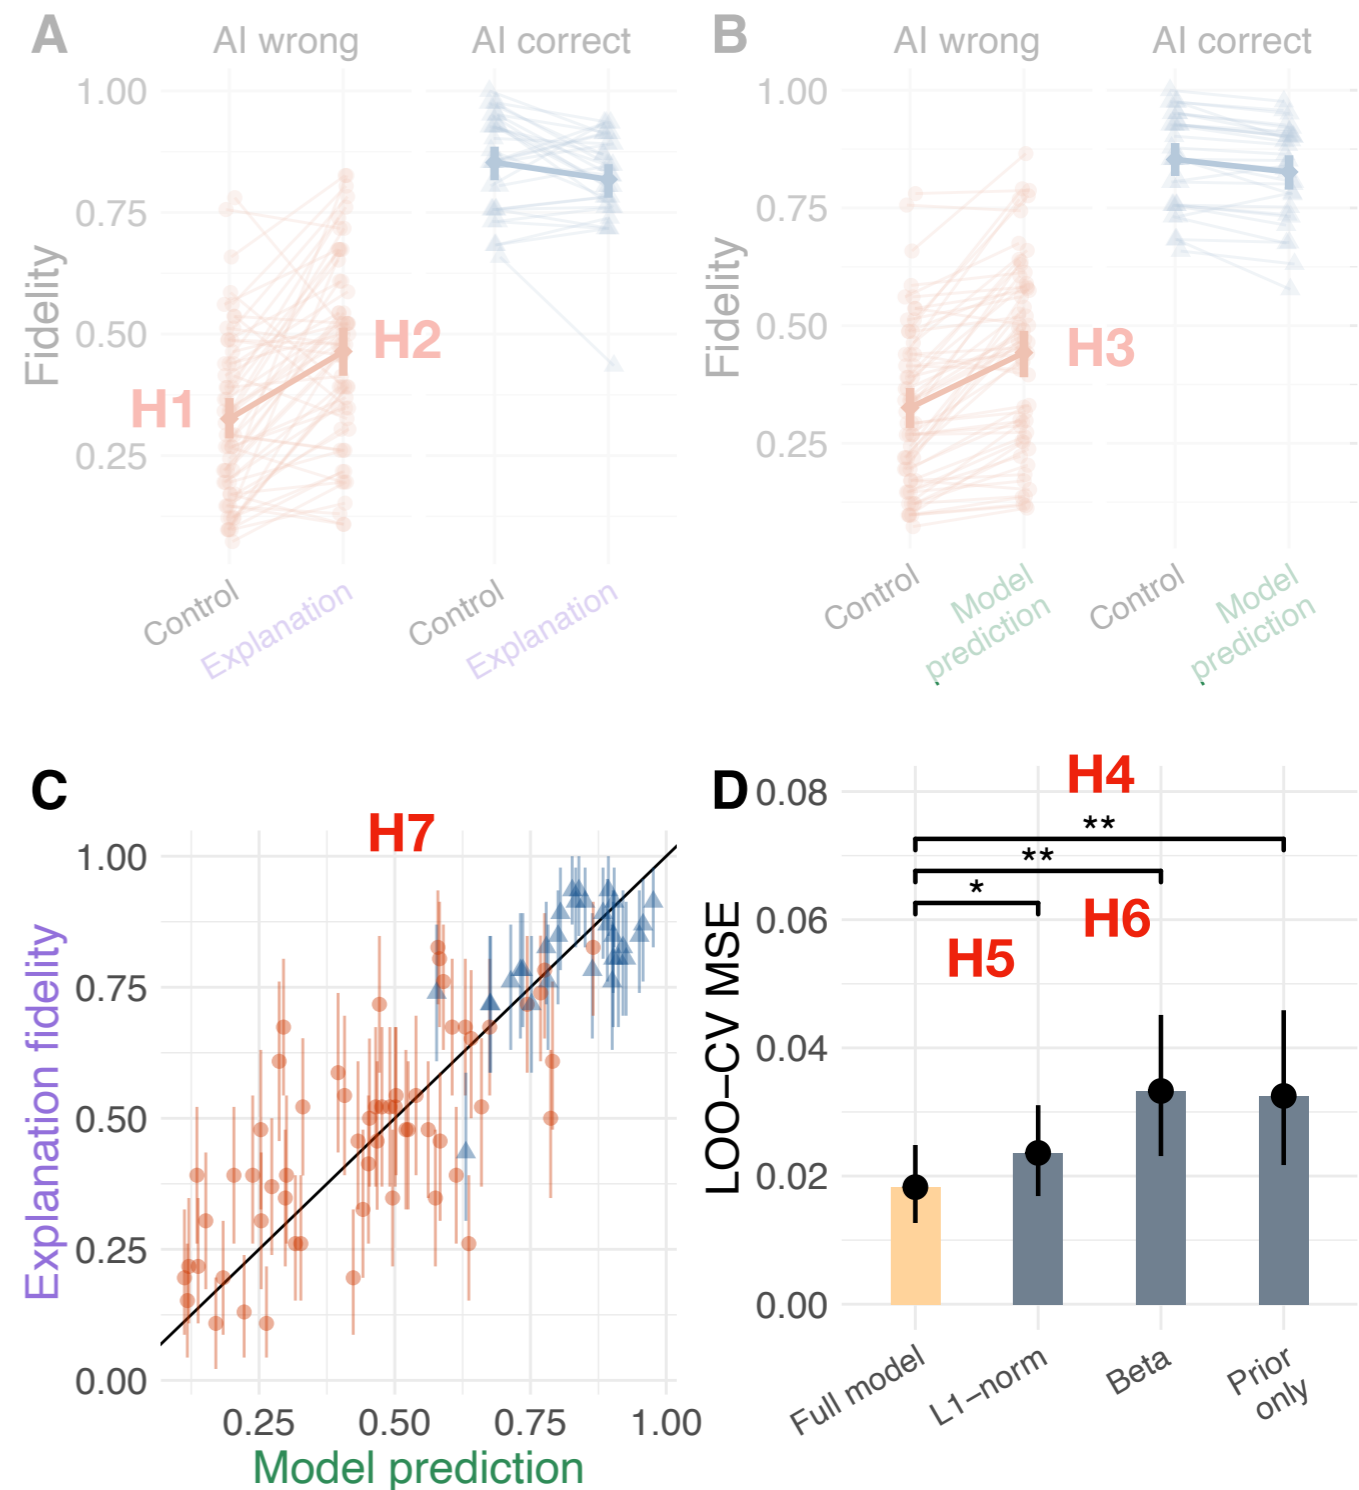 A
AI wrong
AI correct
1.00
0.75
0.50
0.25
Fidelity
H1
H2
Control
Explanation
Control
Explanation
B
AI wrong
AI correct
1.00
0.75
0.50
0.25
Fidelity
H3
Control
Model
prediction
Control
Model
prediction
C
H7
1.00
0.75
0.50
0.25
0.00
Explanation fidelity
0.25
0.50
0.75
1.00
Model prediction
D
H4
**
**
*
H6
H5
0.08
0.06
0.04
0.02
0.00
LOO–CV MSE
Full model
L1–norm
Beta
Prior
only